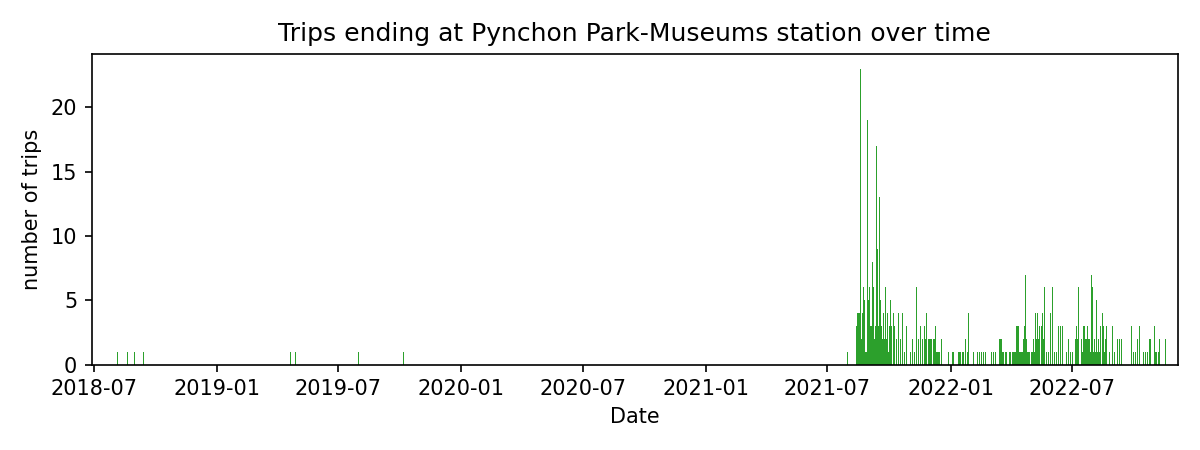 Trips ending at Pynchon Park-Museums station over time
number of trips
20
15
10
5
0
2018-07 2019-01 2019-07 2020-01 2020-07 2021-01 2021-07 2022-01 2022-07
Date